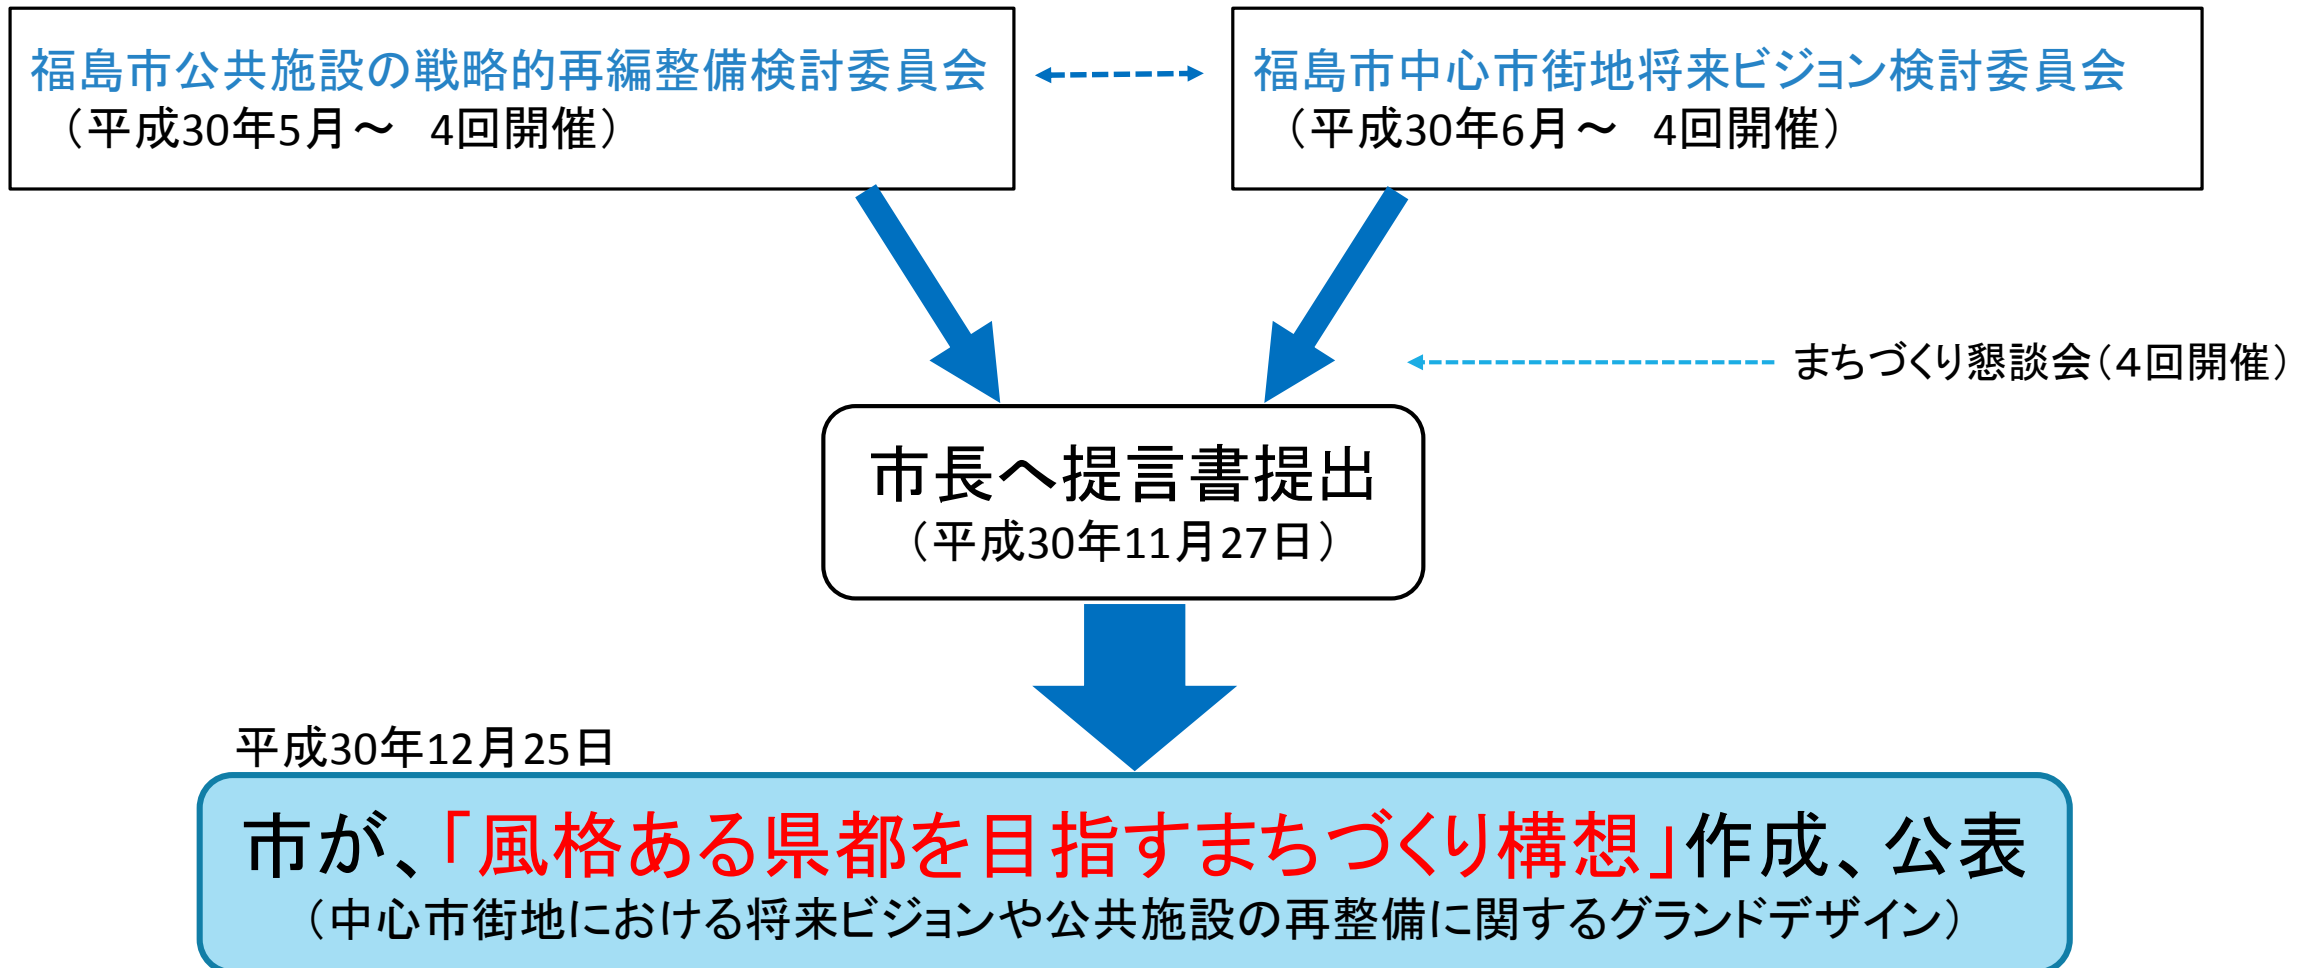 福島市公共施設の戦略的再編整備検討委員会
（平成30年5月～　4回開催）
福島市中心市街地将来ビジョン検討委員会
（平成30年6月～　4回開催）
まちづくり懇談会（４回開催）
市長へ提言書提出
（平成30年11月27日）
平成30年12月25日
市が、「風格ある県都を目指すまちづくり構想」作成、公表
（中心市街地における将来ビジョンや公共施設の再整備に関するグランドデザイン）